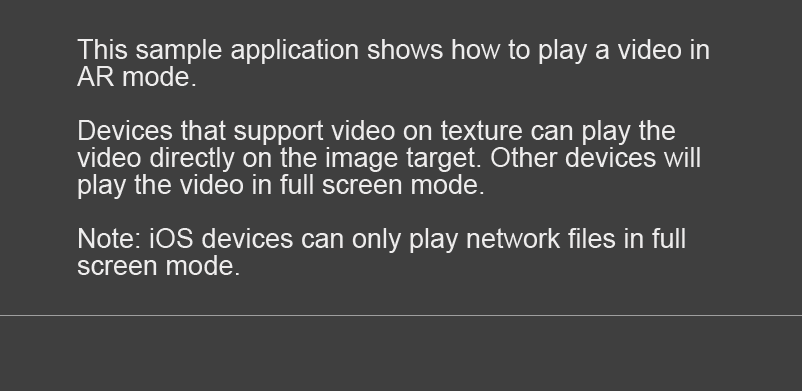 This sample application shows how to play a video in
AR mode.
Devices that support video on texture can play the
video directly on the image target. Other devices will
play the video in full screen mode.
Note: iOS devices can only play network files in full
screen mode.